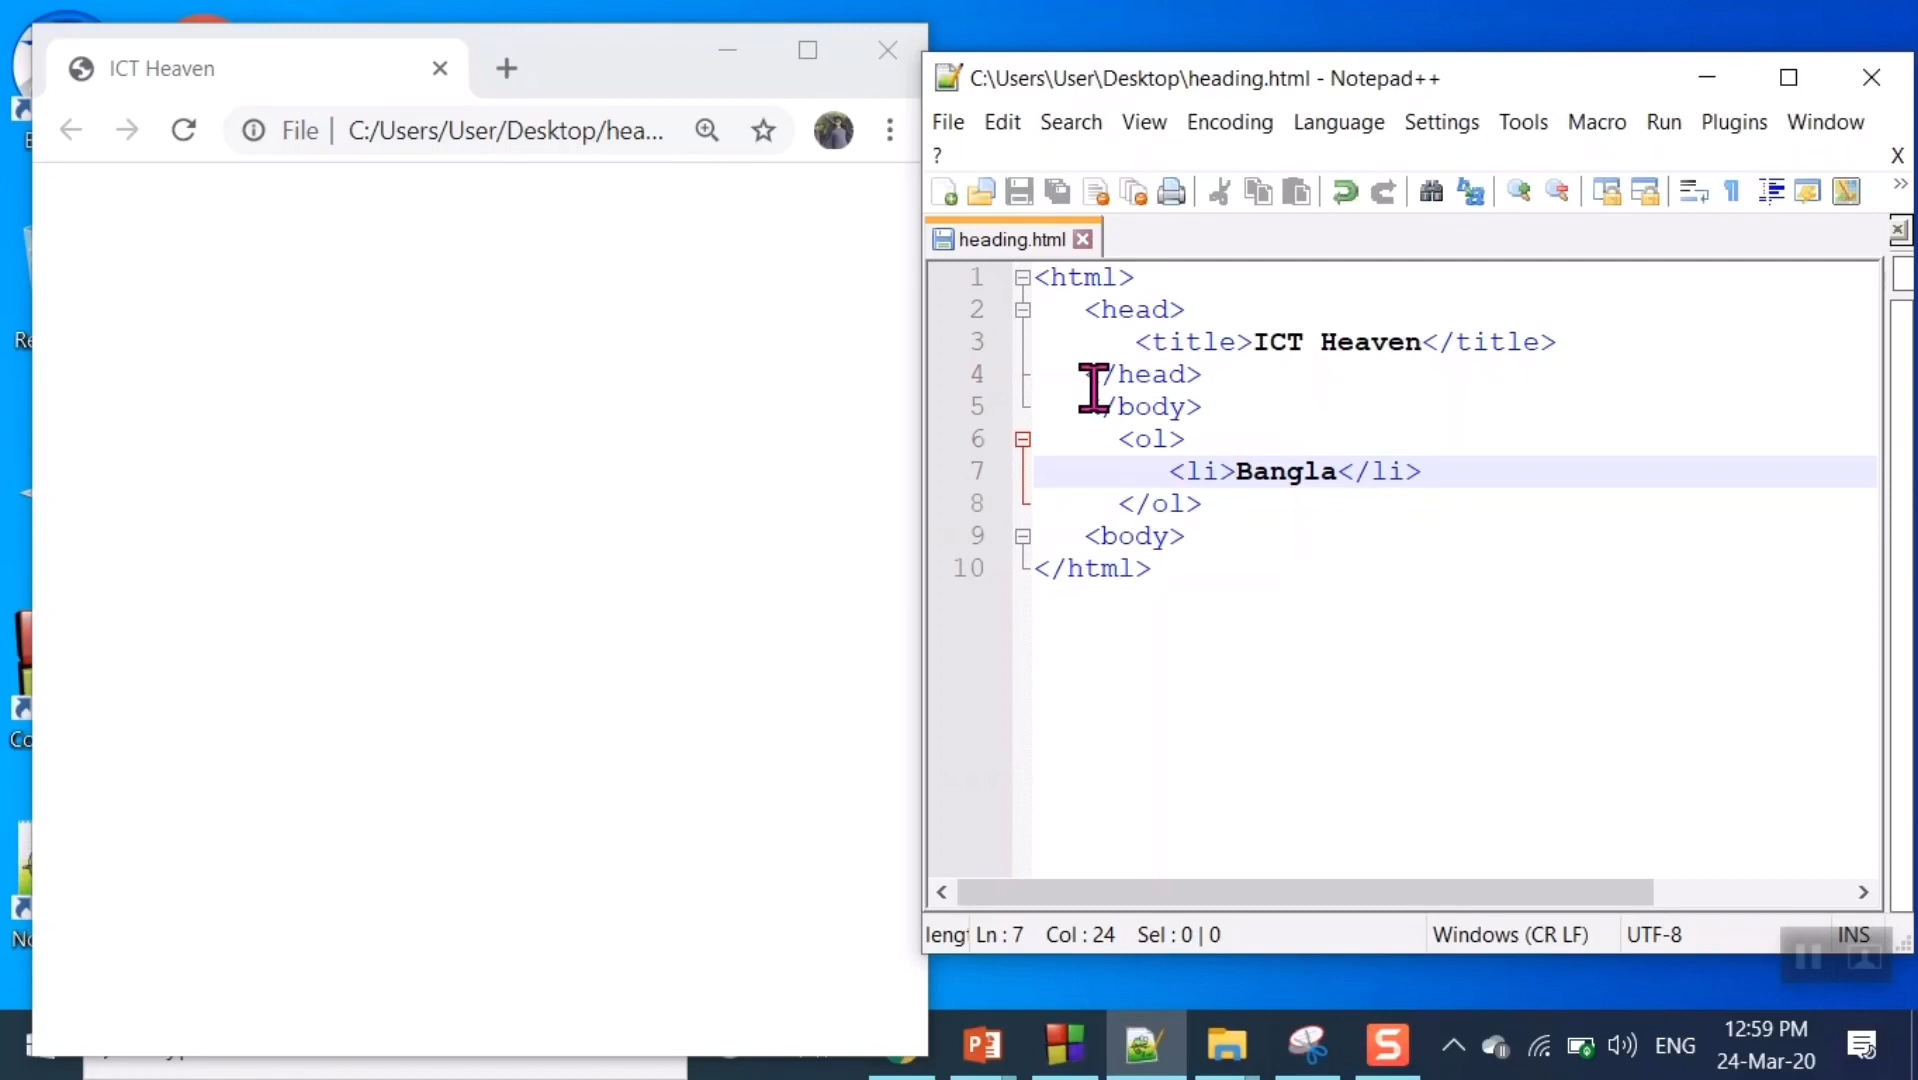 ICT Heaven
File | C:/Users/User/Desktop/hea...
C:\Users\User\Desktop\heading.html - Notepad++
File Edit Search View Encoding Language Settings Tools Macro Run Plugins Window
? X
heading.html
1 <html>
2 <head>
3 <title>ICT Heaven</title>
4 </head>
5 </body>
6 <ol>
7 <li>Bangla</li>
8 </ol>
9 <body>
10 </html>
Ln : 7 Col : 24 Sel : 0 | 0 Windows (CR LF) UTF-8 INS
ENG
12:59 PM
24-Mar-20